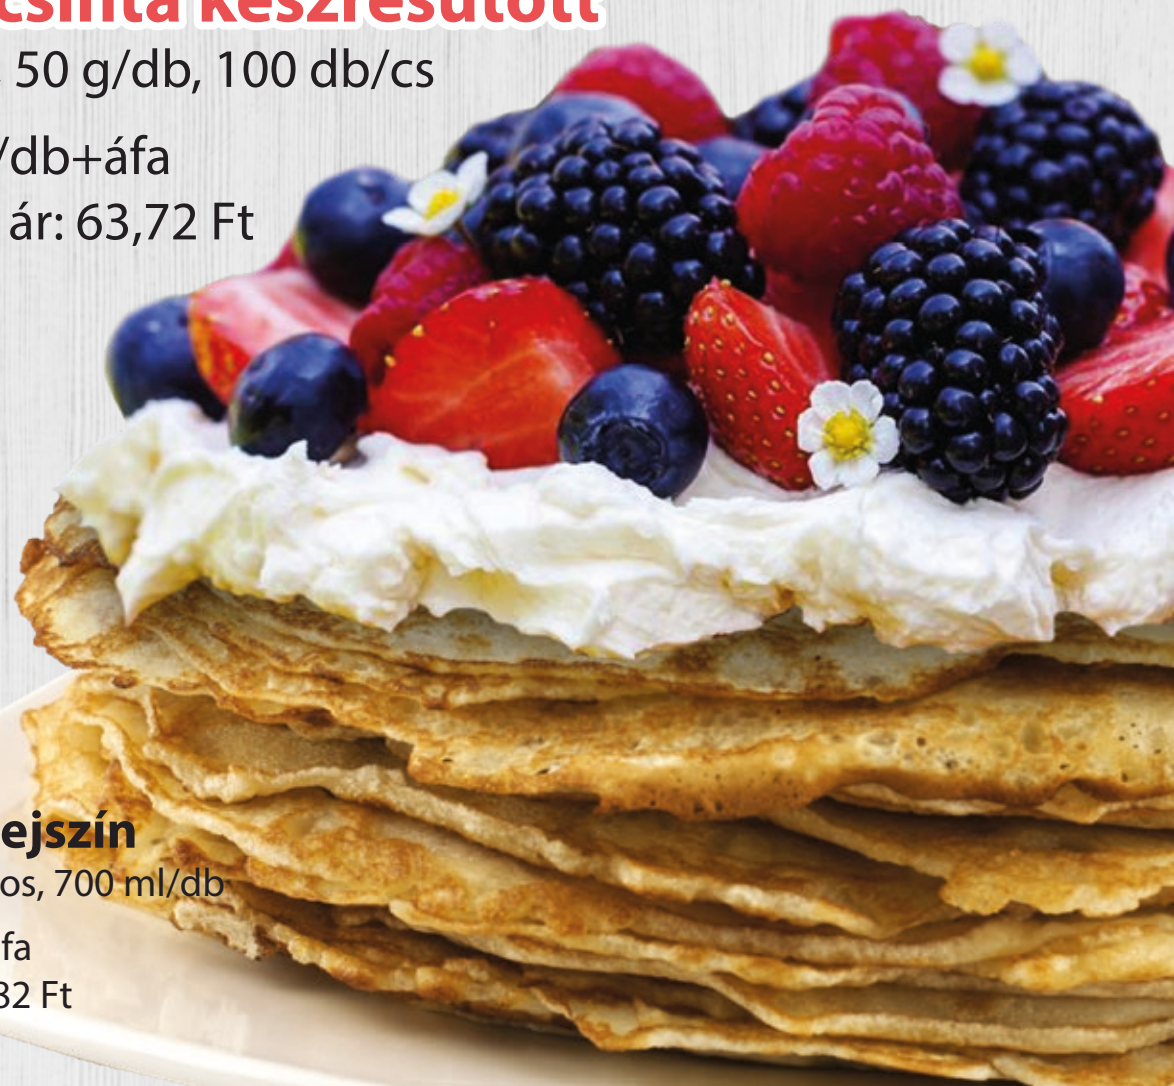 csinta készresütött
50 g/db, 100 db/cs
/db+áfa
ár: 63,72 Ft
ejszín
os, 700 ml/db
fa
82 Ft